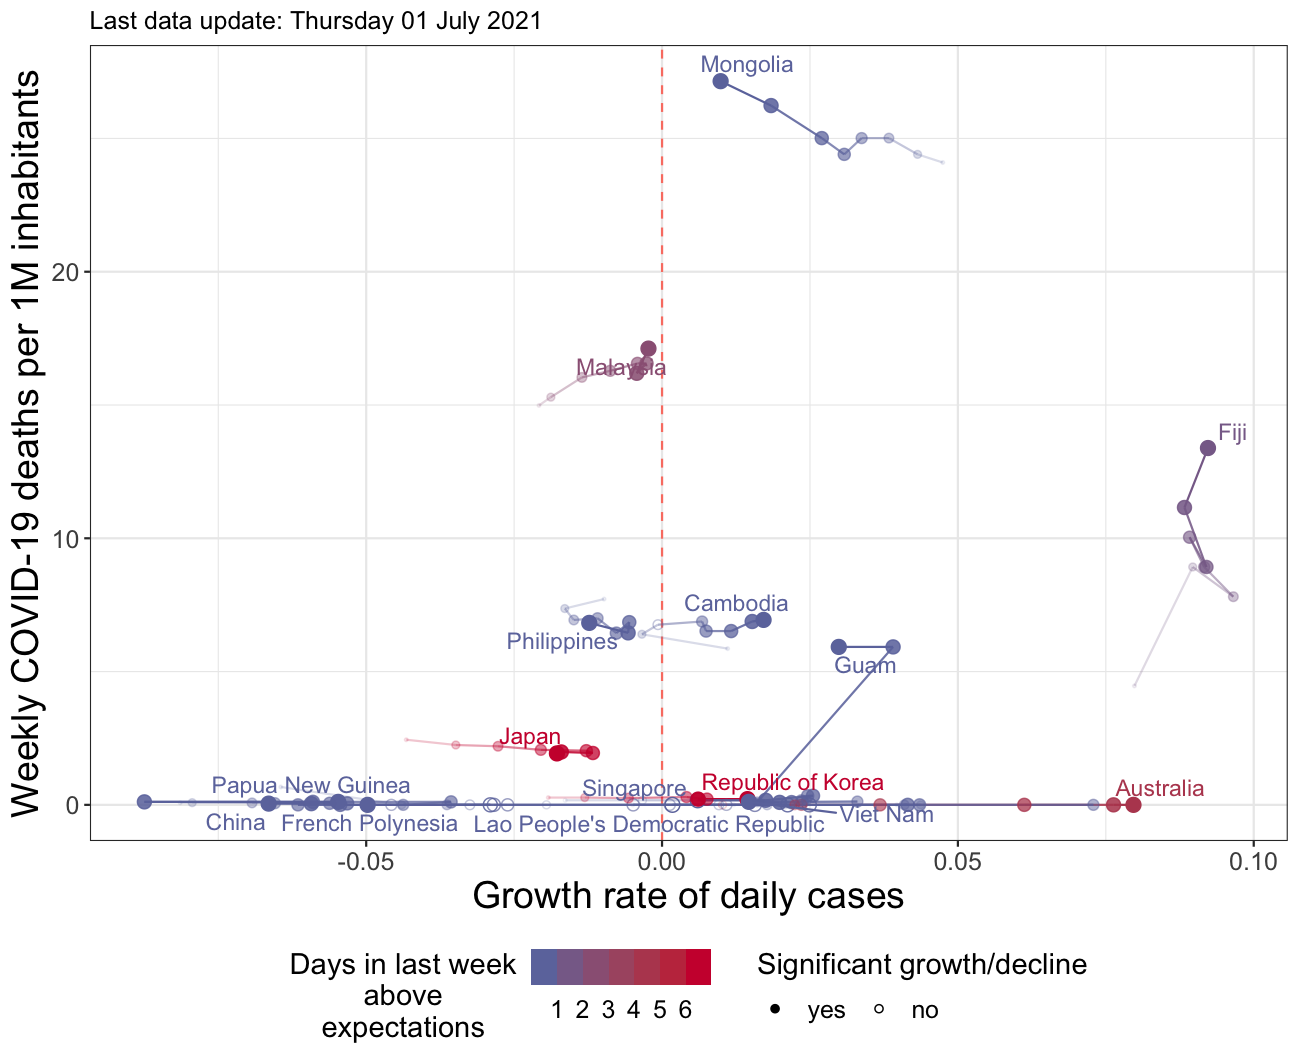 Last data update: Thursday 01 July 2021
Weekly COVID-19 deaths per 1M inhabitants
20
10
0
Mongolia
Malaysia
Fiji
Cambodia
Philippines
Guam
Japan
Papua New Guinea
Singapore
Republic of Korea
Australia
China
French Polynesia
Lao People's Democratic Republic
Viet Nam
-0.05
0.00
0.05
0.10
Growth rate of daily cases
Days in last week
above
expectations
1 2 3 4 5 6
Significant growth/decline
yes
no